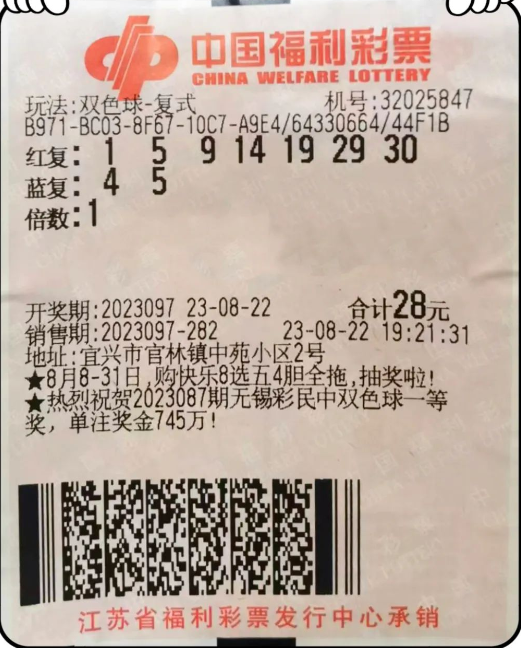 中国福利彩票
CHINA WELFARE LOTTERY
玩法:双色球-复式 机号:32025847
B971-BC03-8F67-10C7-A9E4/64330664/44F1B
红复: 1 5 9 14 19 29 30
蓝复: 4 5
倍数:1
开奖期:2023097 23-08-22 合计28元
销售期:2023097-282 23-08-22 19:21:31
地址:宜兴市官林镇中苑小区2号
★8月8-31日,购快乐8选五4胆全拖,抽奖啦!
★热烈祝贺2023087期无锡彩民中双色球一等
奖, 单注奖金745万!
江苏省福利彩票发行中心承销